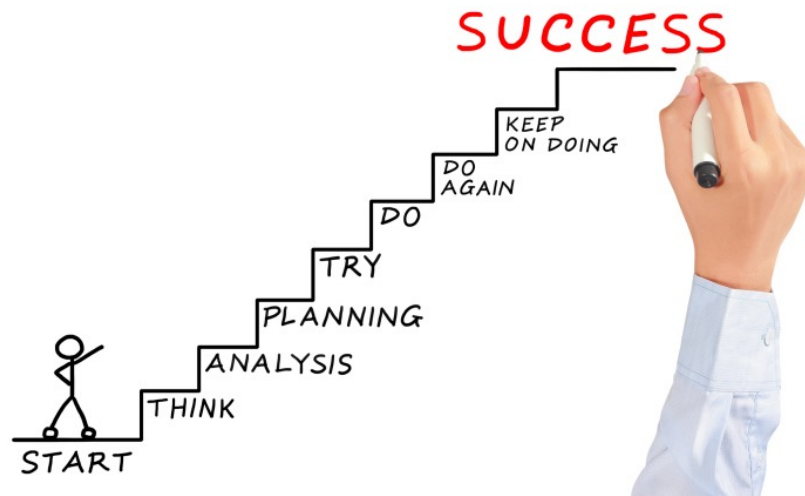 SUCCESS
KEEP
ON DOING
DO
AGAIN
DO
TRY
PLANNING
ANALYSIS
THINK
START